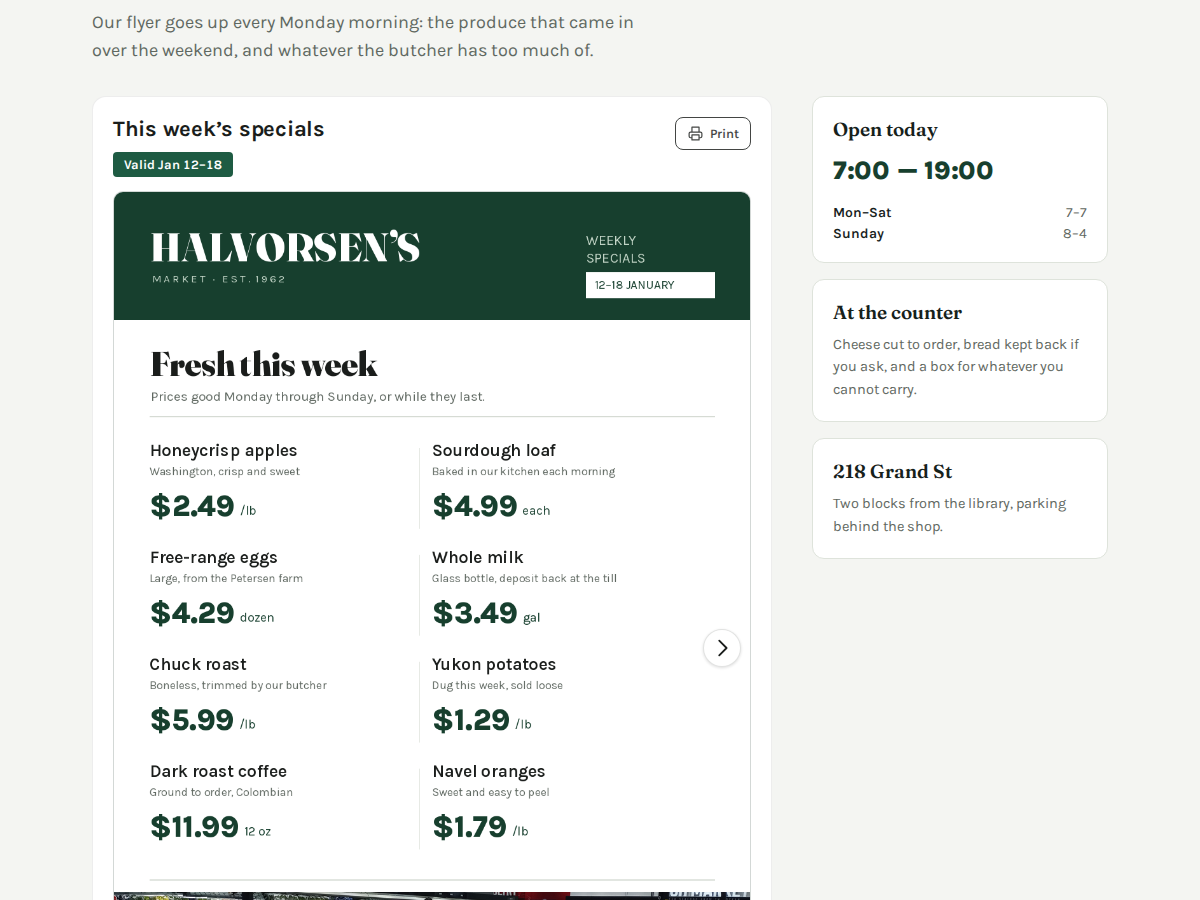 Our flyer goes up every Monday morning: the produce that came in
over the weekend, and whatever the butcher has too much of.
This week’s specials
Print
Valid Jan 12–18
HALVORSEN’S
MARKET · EST. 1962
WEEKLY
SPECIALS
12–18 JANUARY
Fresh this week
Prices good Monday through Sunday, or while they last.
Honeycrisp apples
Washington, crisp and sweet
$2.49 /lb
Sourdough loaf
Baked in our kitchen each morning
$4.99 each
Free-range eggs
Large, from the Petersen farm
$4.29 dozen
Whole milk
Glass bottle, deposit back at the till
$3.49 gal
Chuck roast
Boneless, trimmed by our butcher
$5.99 /lb
Yukon potatoes
Dug this week, sold loose
$1.29 /lb
Dark roast coffee
Ground to order, Colombian
$11.99 12 oz
Navel oranges
Sweet and easy to peel
$1.79 /lb
Open today
7:00 — 19:00
Mon–Sat 7–7
Sunday 8–4
At the counter
Cheese cut to order, bread kept back if
you ask, and a box for whatever you
cannot carry.
218 Grand St
Two blocks from the library, parking
behind the shop.